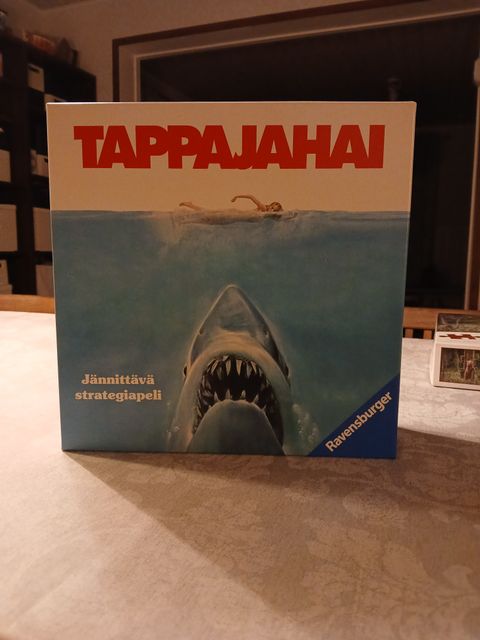 TAPPAJAHAI
Jännittävä
strategiapeli
Ravensburger